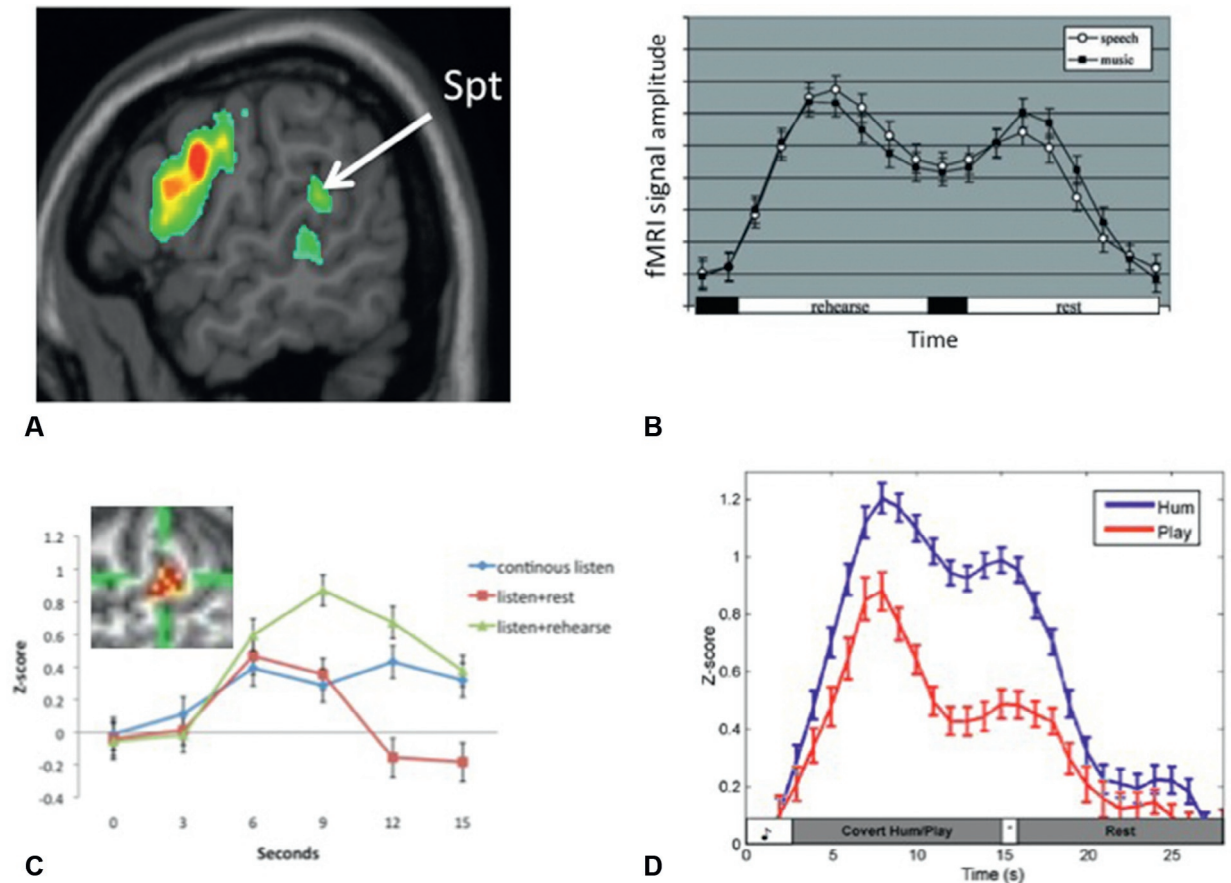 Spt
A
fMRI signal amplitude
speech
music
rehearse
rest
Time
B
1.2
1
0.8
0.6
0.4
0.2
0
-0.2
-0.4
Z-score
0 3 6 9 12 15
Seconds
continous listen
listen+rest
listen+rehearse
C
1.2
1
0.8
0.6
0.4
0.2
0
Z-score
Hum
Play
Covert Hum/Play
Rest
0 5 10 15 20 25
Time (s)
D